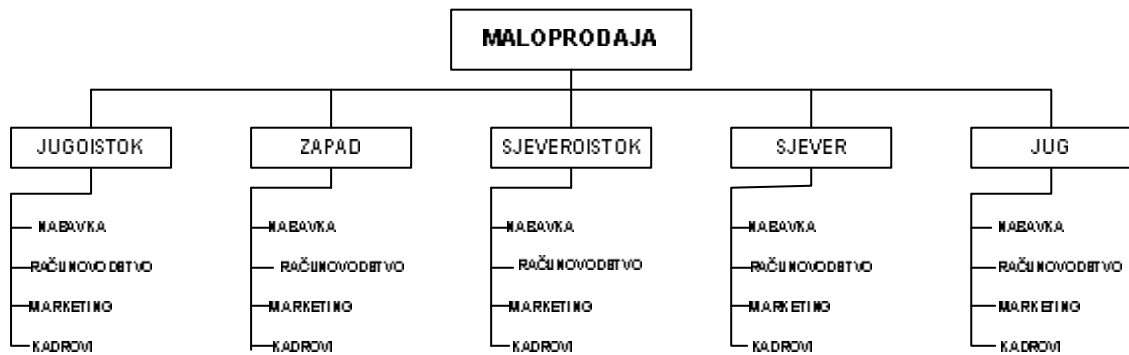 MALOPRODAJA
JUGOISTOK
ZAPAD
SJEVEROISTOK
SJEVER
JUG
NABAVKA
RAČUNOVODSTVO
MARKETING
KADROVI
NABAVKA
RAČUNOVODSTVO
MARKETING
KADROVI
NABAVKA
RAČUNOVODSTVO
MARKETING
KADROVI
NABAVKA
RAČUNOVODSTVO
MARKETING
KADROVI
NABAVKA
RAČUNOVODSTVO
MARKETING
KADROVI